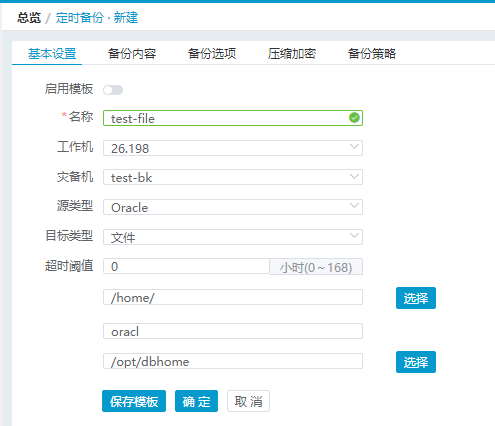 总览 / 定时备份 · 新建
基本设置 备份内容 备份选项 压缩加密 备份策略
启用模板
*名称 test-file
工作机 26.198
灾备机 test-bk
源类型 Oracle
目标类型 文件
超时阈值 0 小时(0~168)
/home/ 选择
oracl
/opt/dbhome 选择
保存模板 确 定 取 消